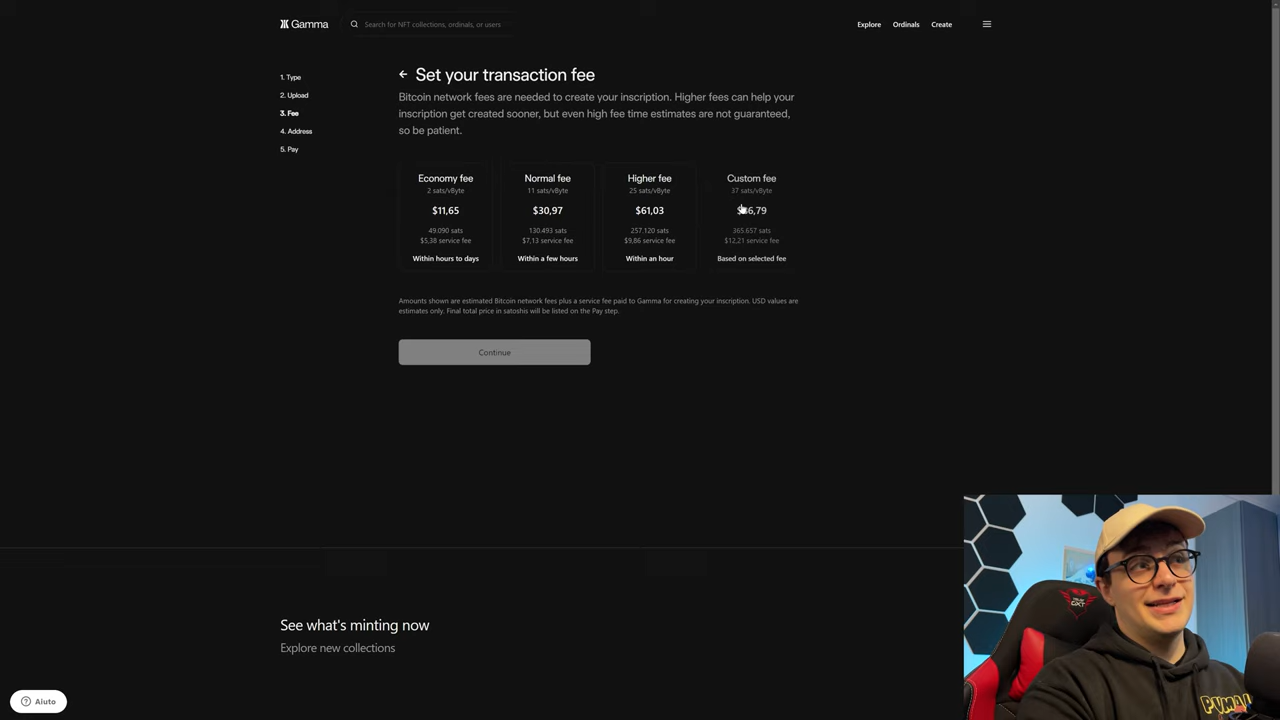 Gamma
Search for NFT collections, ordinals, or users
Explore
Ordinals
Create
1. Type
2. Upload
3. Fee
4. Address
5. Pay
Set your transaction fee
Bitcoin network fees are needed to create your inscription. Higher fees can help your
inscription get created sooner, but even high fee time estimates are not guaranteed,
so be patient.
Economy fee
2 sats/vByte
$11,65
49.090 sats
$5,38 service fee
Within hours to days
Normal fee
11 sats/vByte
$30,97
130.493 sats
$7,13 service fee
Within a few hours
Higher fee
25 sats/vByte
$61,03
257.120 sats
$9,86 service fee
Within an hour
Custom fee
37 sats/vByte
365.657 sats
$12,21 service fee
Based on selected fee
Amounts shown are estimated Bitcoin network fees plus a service fee paid to Gamma for creating your inscription. USD values are
estimates only. Final total price in satoshis will be listed on the Pay step.
Continue
See what's minting now
Explore new collections
Aiuto